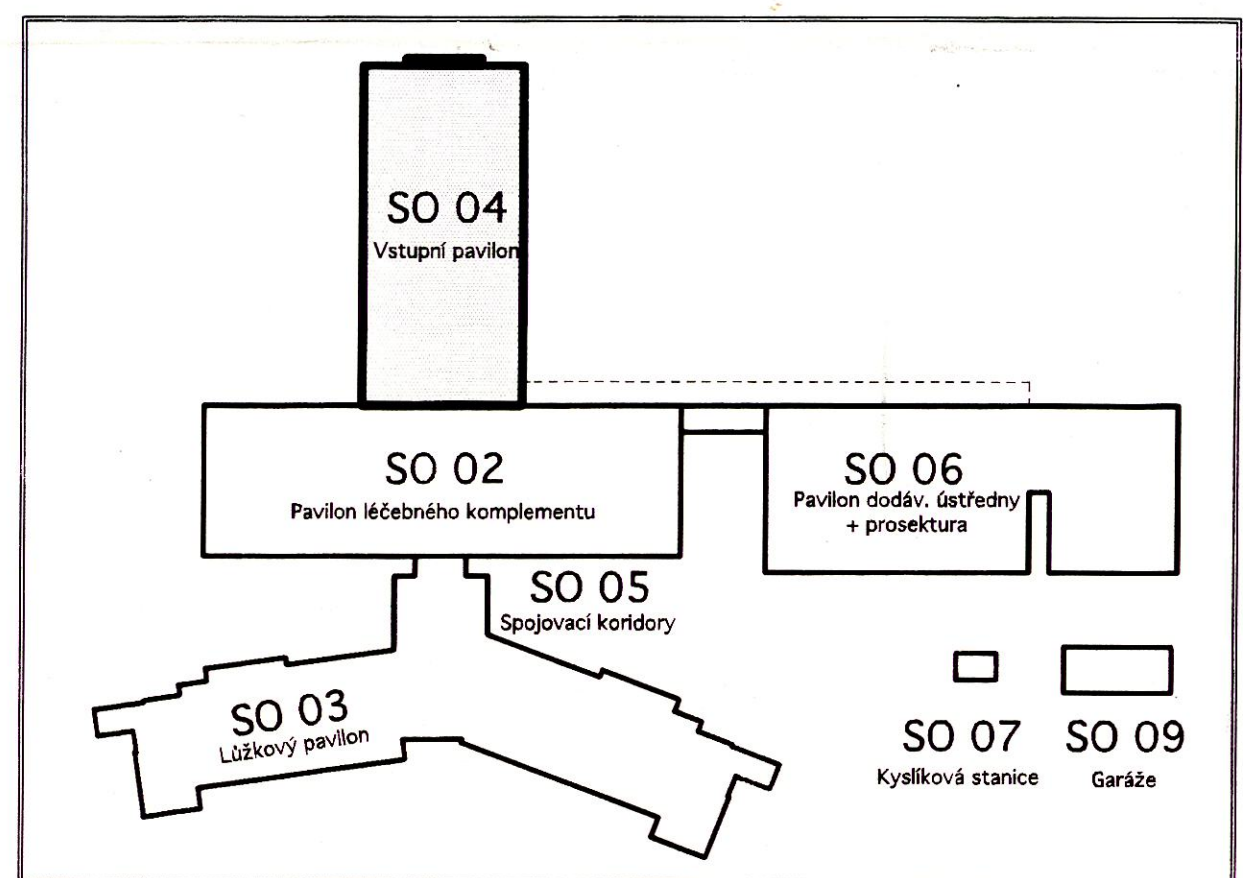 SO 04
Vstupní pavilon
SO 02
Pavilon léčebného komplementu
SO 06
Pavilon dodáv. ústředny
+ prosektura
SO 05
Spojovací koridory
SO 03
Lůžkový pavilon
SO 07
Kyslíková stanice
SO 09
Garáže